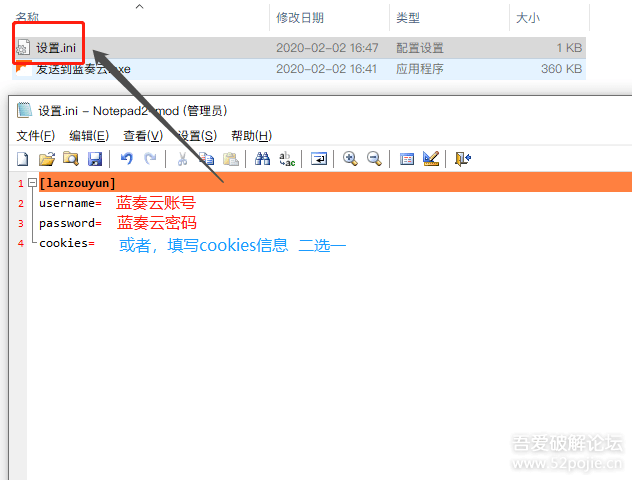 名称 修改日期 类型 大小
设置.ini 2020-02-02 16:47 配置设置 1 KB
发送到蓝奏云.exe 2020-02-02 16:41 应用程序 360 KB
设置.ini - Notepad2-mod (管理员)
文件(F) 编辑(E) 查看(V) 设置(S) 帮助(H)
1 [lanzouyun]
2 username= 蓝奏云账号
3 password= 蓝奏云密码
4 cookies= 或者，填写cookies信息 二选一
吾爱破解论坛
www.52pojie.cn